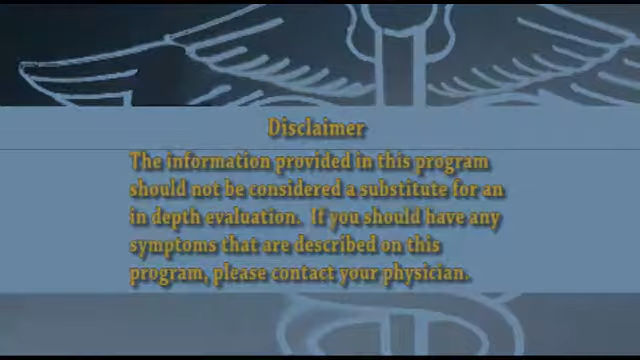 Disclaimer
The information provided in this program
should not be considered a substitute for an
in depth evaluation.  If you should have any
symptoms that are described on this
program, please contact your physician.